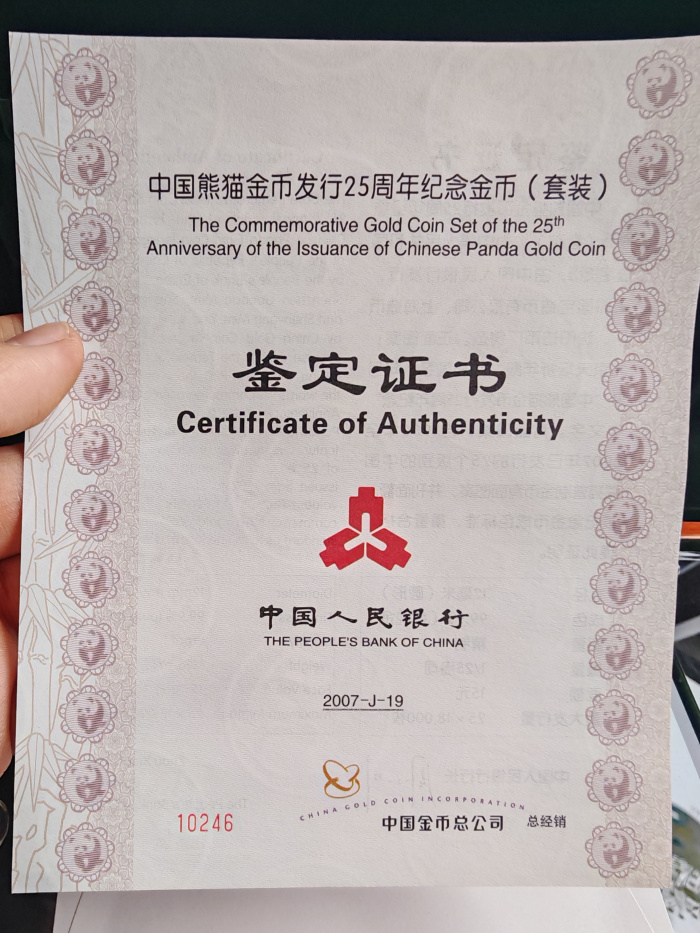 中国熊猫金币发行25周年纪念金币（套装）
The Commemorative Gold Coin Set of the 25th
Anniversary of the Issuance of Chinese Panda Gold Coin
鉴定证书
Certificate of Authenticity
中国人民银行
THE PEOPLE'S BANK OF CHINA
2007-J-19
CHINA GOLD COIN INCORPORATION
10246
中国金币总公司 总经销